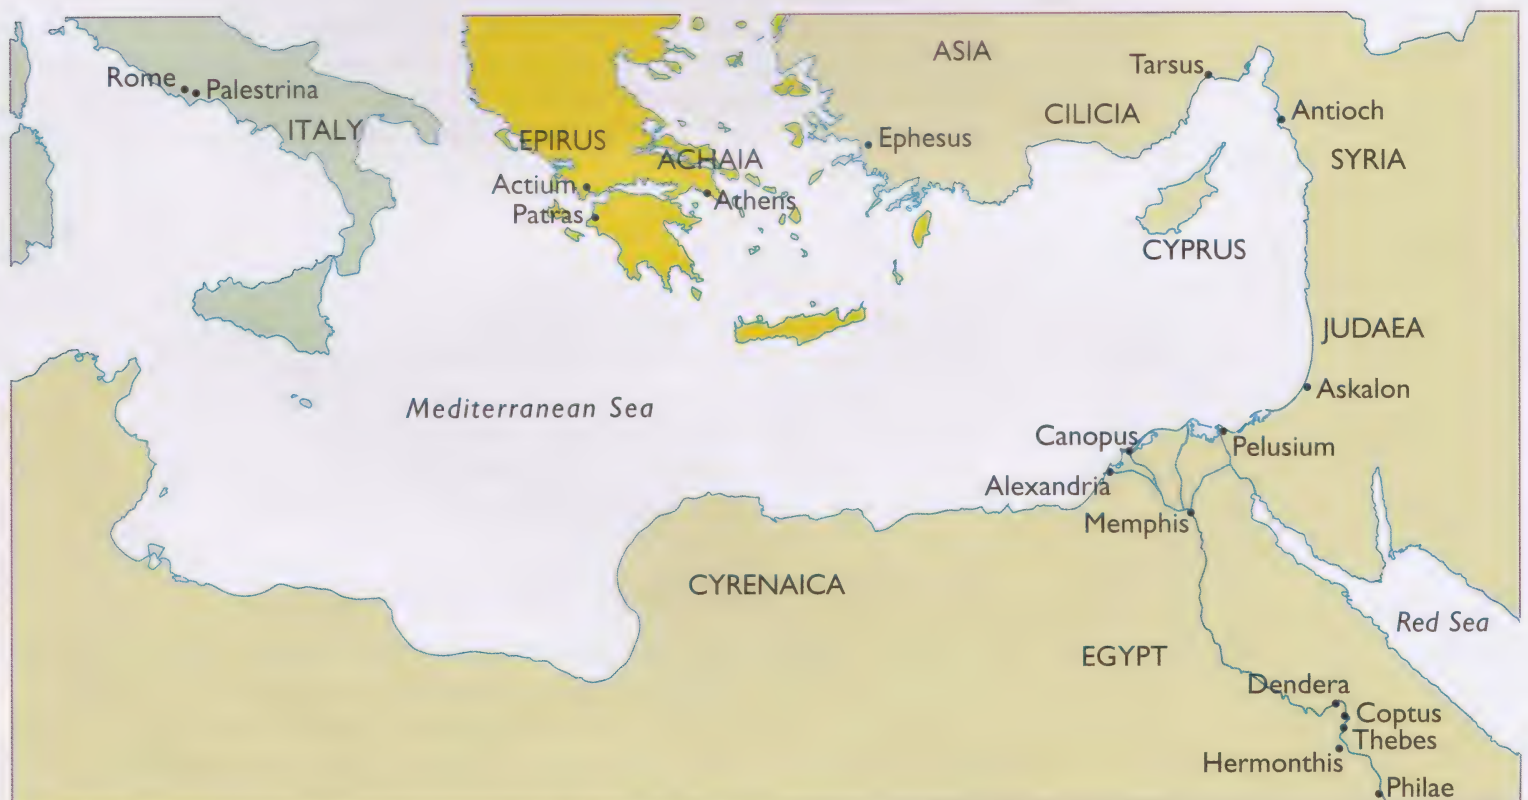 ASIA
Tarsus
Rome
Palestrina
CILICIA
Antioch
ITALY
EPIRUS
ACHAIA
Ephesus
SYRIA
Actium
Athens
Patras
CYPRUS
JUDAEA
Askalon
Mediterranean Sea
Canopus
Pelusium
Alexandria
Memphis
CYRENAICA
Red Sea
EGYPT
Dendera
Coptus
Thebes
Hermonthis
Philae